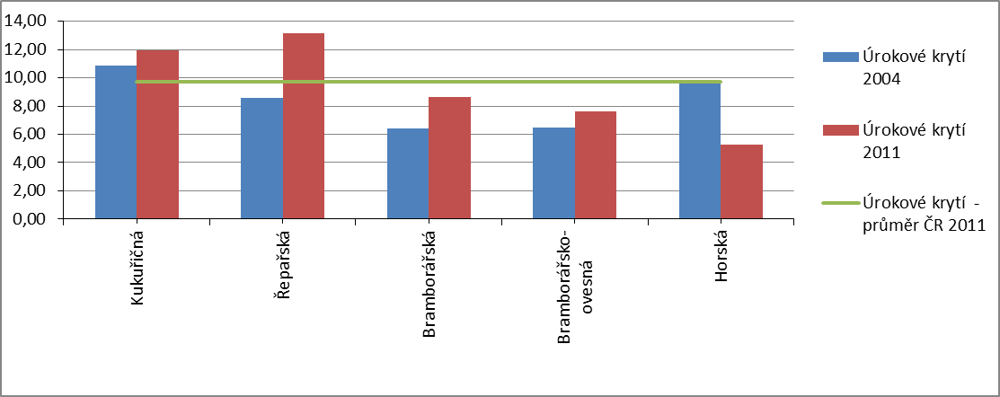 14,00
12,00
10,00
8,00
6,00
4,00
2,00
0,00
Kukuřičná
Řepařská
Bramborářská
Bramborářsko-
ovesná
Horská
Úrokové krytí
2004
Úrokové krytí
2011
Úrokové krytí -
průměr ČR 2011